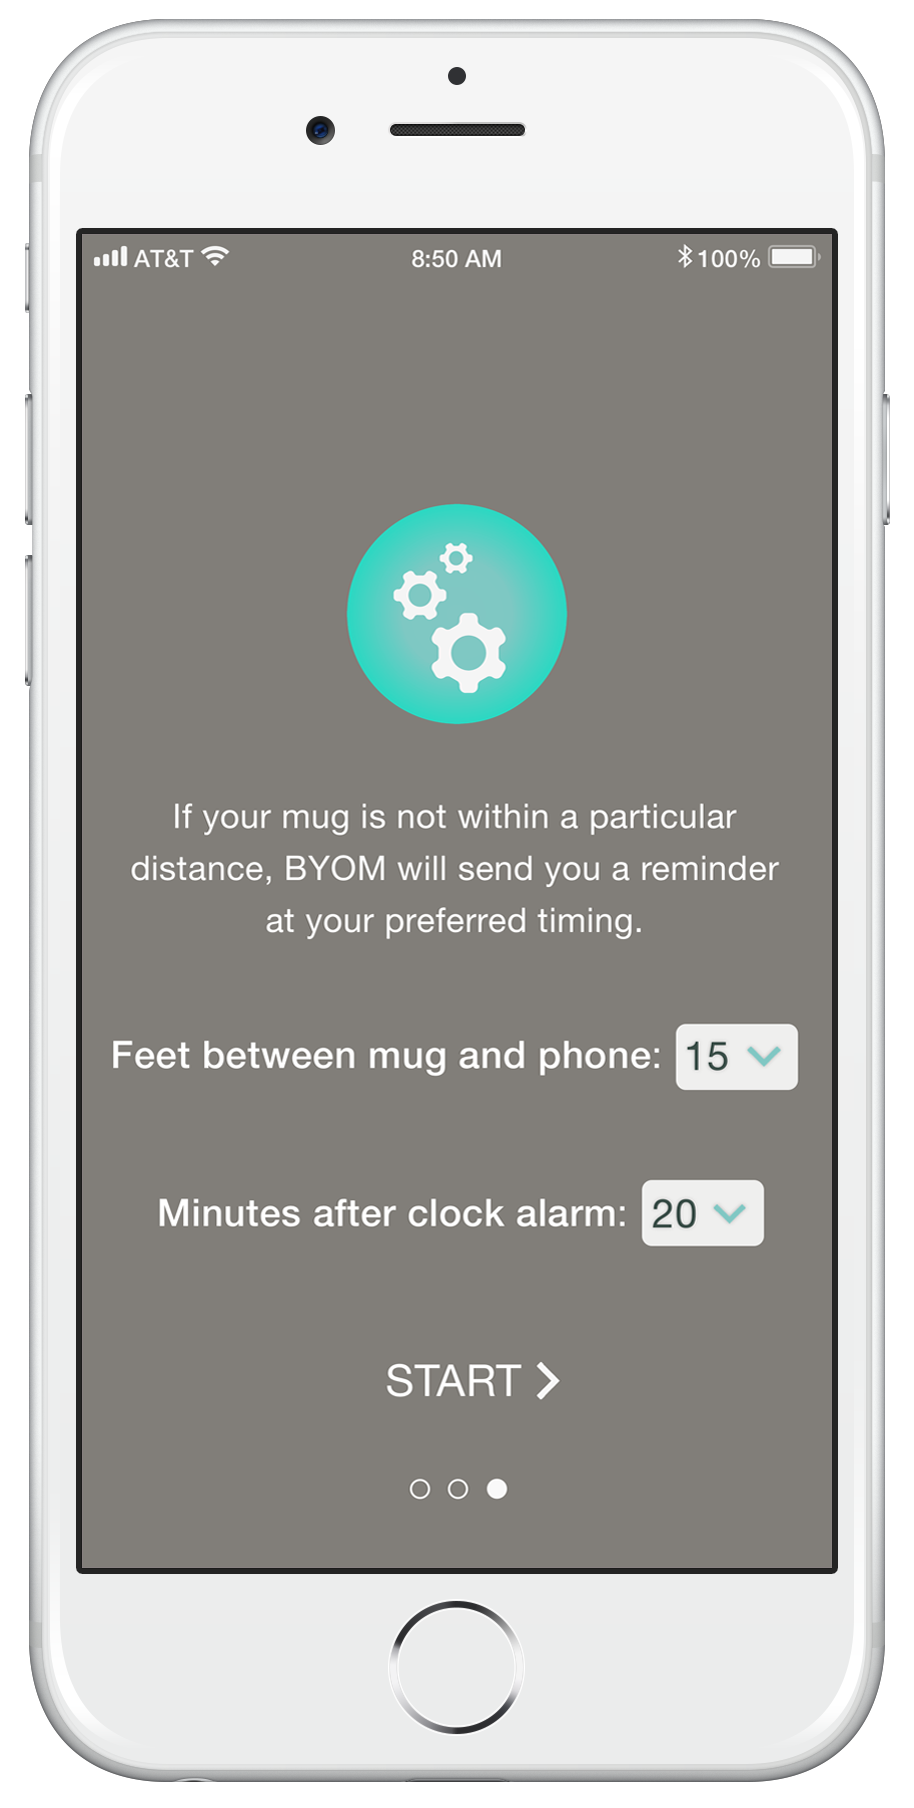 AT&T 8:50 AM 100%
If your mug is not within a particular
distance, BYOM will send you a reminder
at your preferred timing.
Feet between mug and phone: 15
Minutes after clock alarm: 20
START